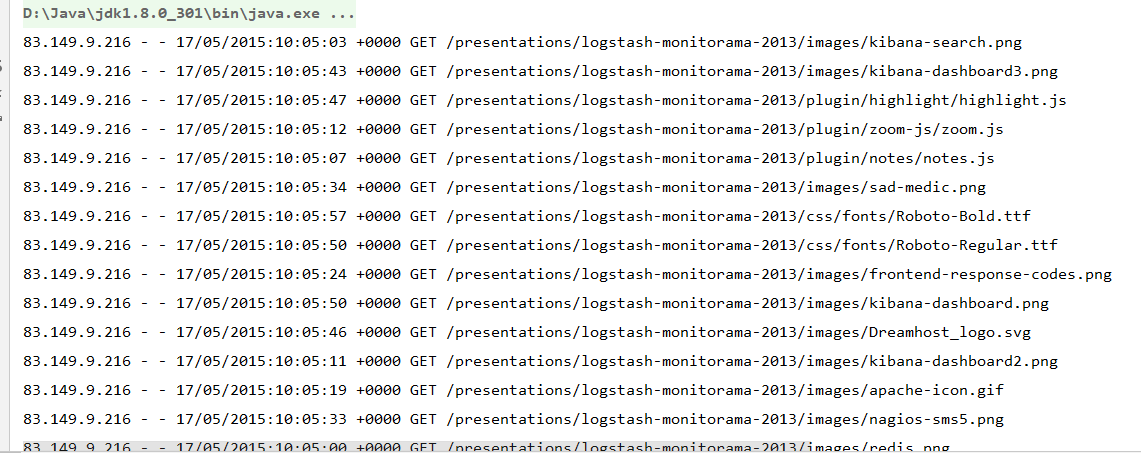 D:\Java\jdk1.8.0_301\bin\java.exe ...
83.149.9.216 - - 17/05/2015:10:05:03 +0000 GET /presentations/logstash-monitorama-2013/images/kibana-search.png
83.149.9.216 - - 17/05/2015:10:05:43 +0000 GET /presentations/logstash-monitorama-2013/images/kibana-dashboard3.png
83.149.9.216 - - 17/05/2015:10:05:47 +0000 GET /presentations/logstash-monitorama-2013/plugin/highlight/highlight.js
83.149.9.216 - - 17/05/2015:10:05:12 +0000 GET /presentations/logstash-monitorama-2013/plugin/zoom-js/zoom.js
83.149.9.216 - - 17/05/2015:10:05:07 +0000 GET /presentations/logstash-monitorama-2013/plugin/notes/notes.js
83.149.9.216 - - 17/05/2015:10:05:34 +0000 GET /presentations/logstash-monitorama-2013/images/sad-medic.png
83.149.9.216 - - 17/05/2015:10:05:57 +0000 GET /presentations/logstash-monitorama-2013/css/fonts/Roboto-Bold.ttf
83.149.9.216 - - 17/05/2015:10:05:50 +0000 GET /presentations/logstash-monitorama-2013/css/fonts/Roboto-Regular.ttf
83.149.9.216 - - 17/05/2015:10:05:24 +0000 GET /presentations/logstash-monitorama-2013/images/frontend-response-codes.png
83.149.9.216 - - 17/05/2015:10:05:50 +0000 GET /presentations/logstash-monitorama-2013/images/kibana-dashboard.png
83.149.9.216 - - 17/05/2015:10:05:46 +0000 GET /presentations/logstash-monitorama-2013/images/Dreamhost_logo.svg
83.149.9.216 - - 17/05/2015:10:05:11 +0000 GET /presentations/logstash-monitorama-2013/images/kibana-dashboard2.png
83.149.9.216 - - 17/05/2015:10:05:19 +0000 GET /presentations/logstash-monitorama-2013/images/apache-icon.gif
83.149.9.216 - - 17/05/2015:10:05:33 +0000 GET /presentations/logstash-monitorama-2013/images/nagios-sms5.png
83.149.9.216 - - 17/05/2015:10:05:00 +0000 GET /presentations/logstash-monitorama-2013/images/redis.png